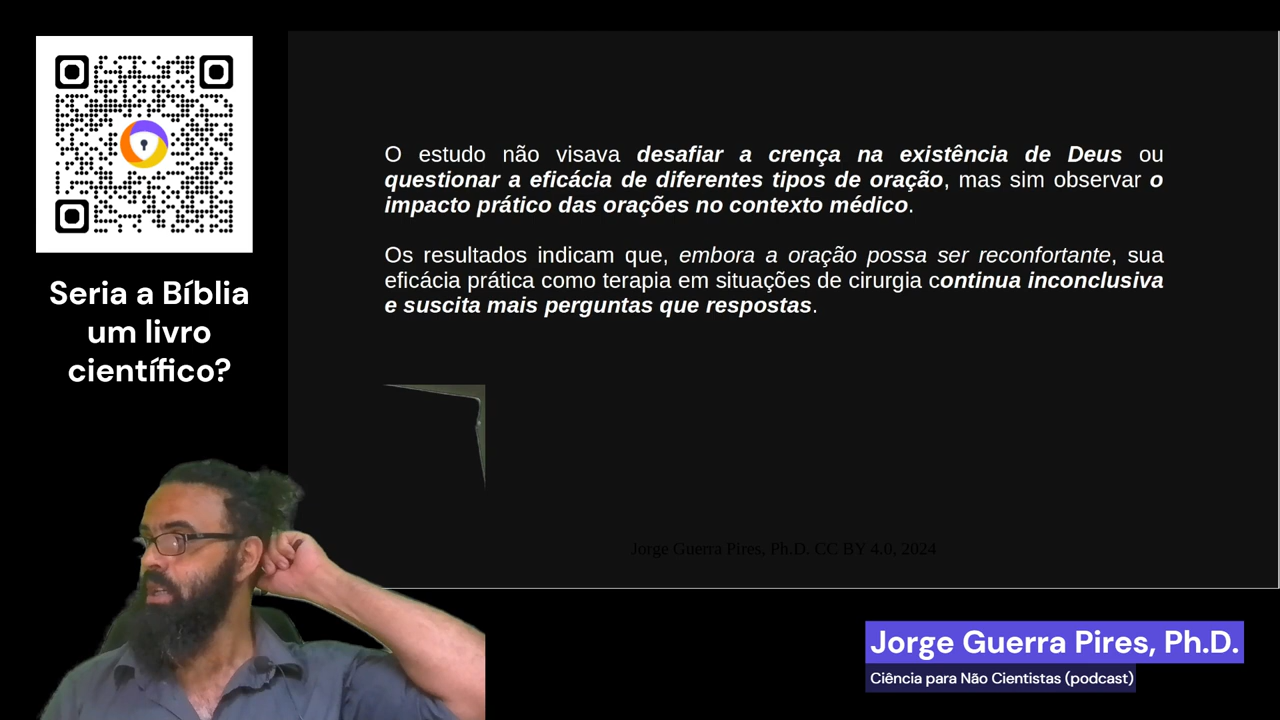 Seria a Bíblia
um livro
científico?
O estudo não visava desafiar a crença na existência de Deus ou
questionar a eficácia de diferentes tipos de oração, mas sim observar o
impacto prático das orações no contexto médico.
Os resultados indicam que, embora a oração possa ser reconfortante, sua
eficácia prática como terapia em situações de cirurgia continua inconclusiva
e suscita mais perguntas que respostas.
Jorge Guerra Pires, Ph.D. CC BY 4.0, 2024
Jorge Guerra Pires, Ph.D.
Ciência para Não Cientistas (podcast)